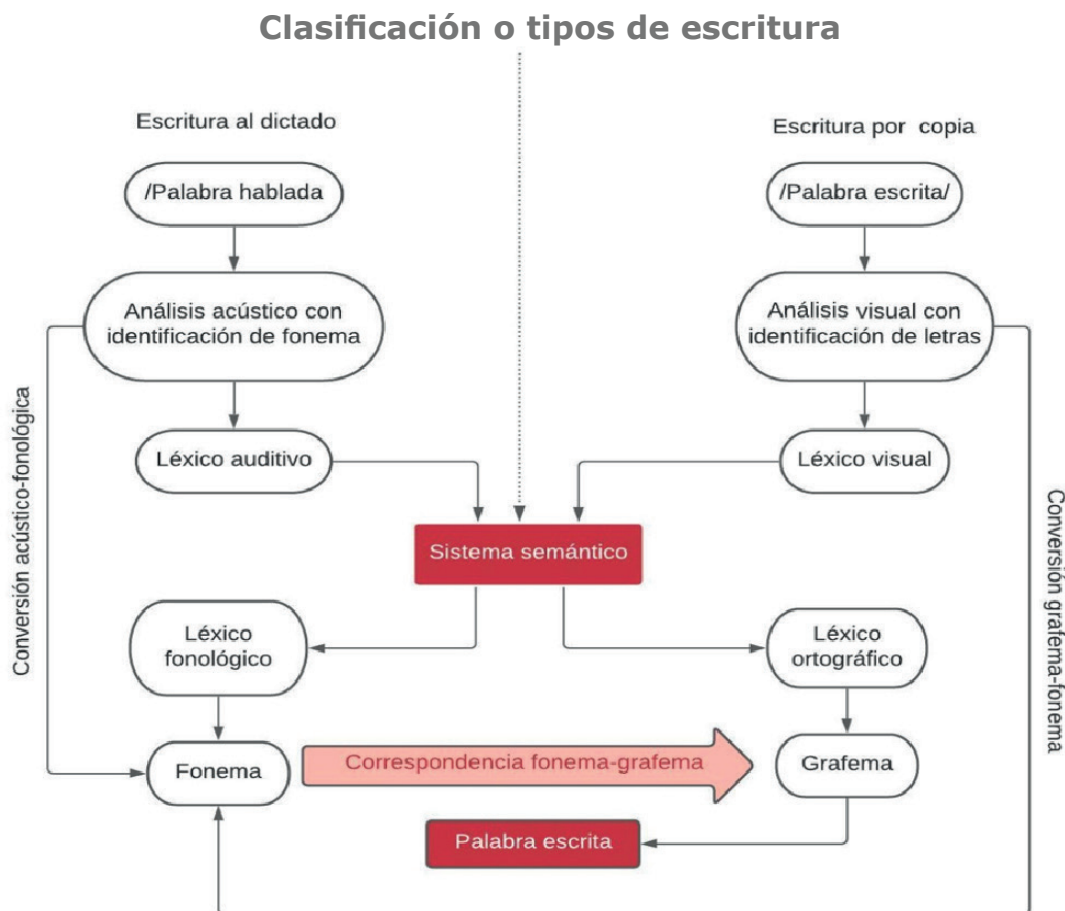 Clasificación o tipos de escritura
Escritura al dictado
Escritura por copia
/Palabra hablada
/Palabra escrita/
Análisis acústico con
identificación de fonema
Análisis visual con
identificación de letras
Conversión acústico-fonológica
Léxico auditivo
Léxico visual
Conversión grafema-fonema
Sistema semántico
Léxico
fonológico
Léxico
ortográfico
Fonema
Correspondencia fonema-grafema
Grafema
Palabra escrita